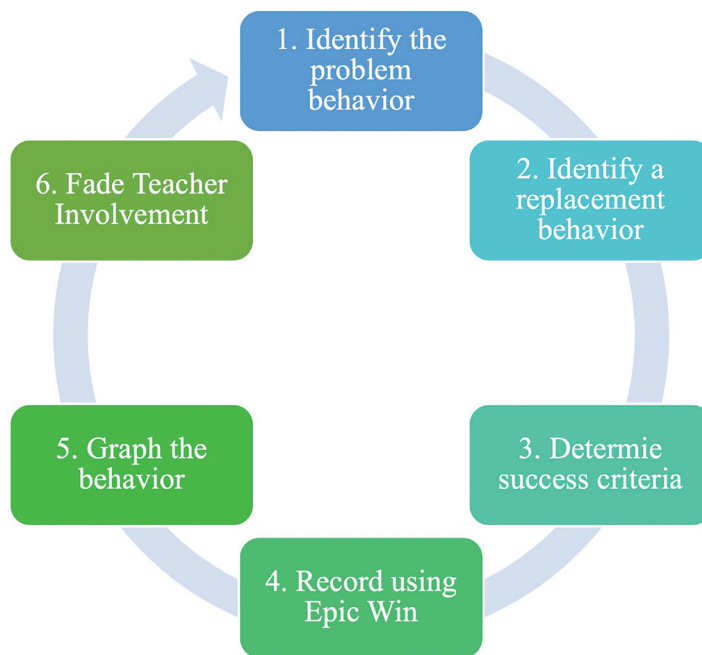 1. Identify the
problem
behavior
2. Identify a
replacement
behavior
3. Determie
success criteria
4. Record using
Epic Win
5. Graph the
behavior
6. Fade Teacher
Involvement